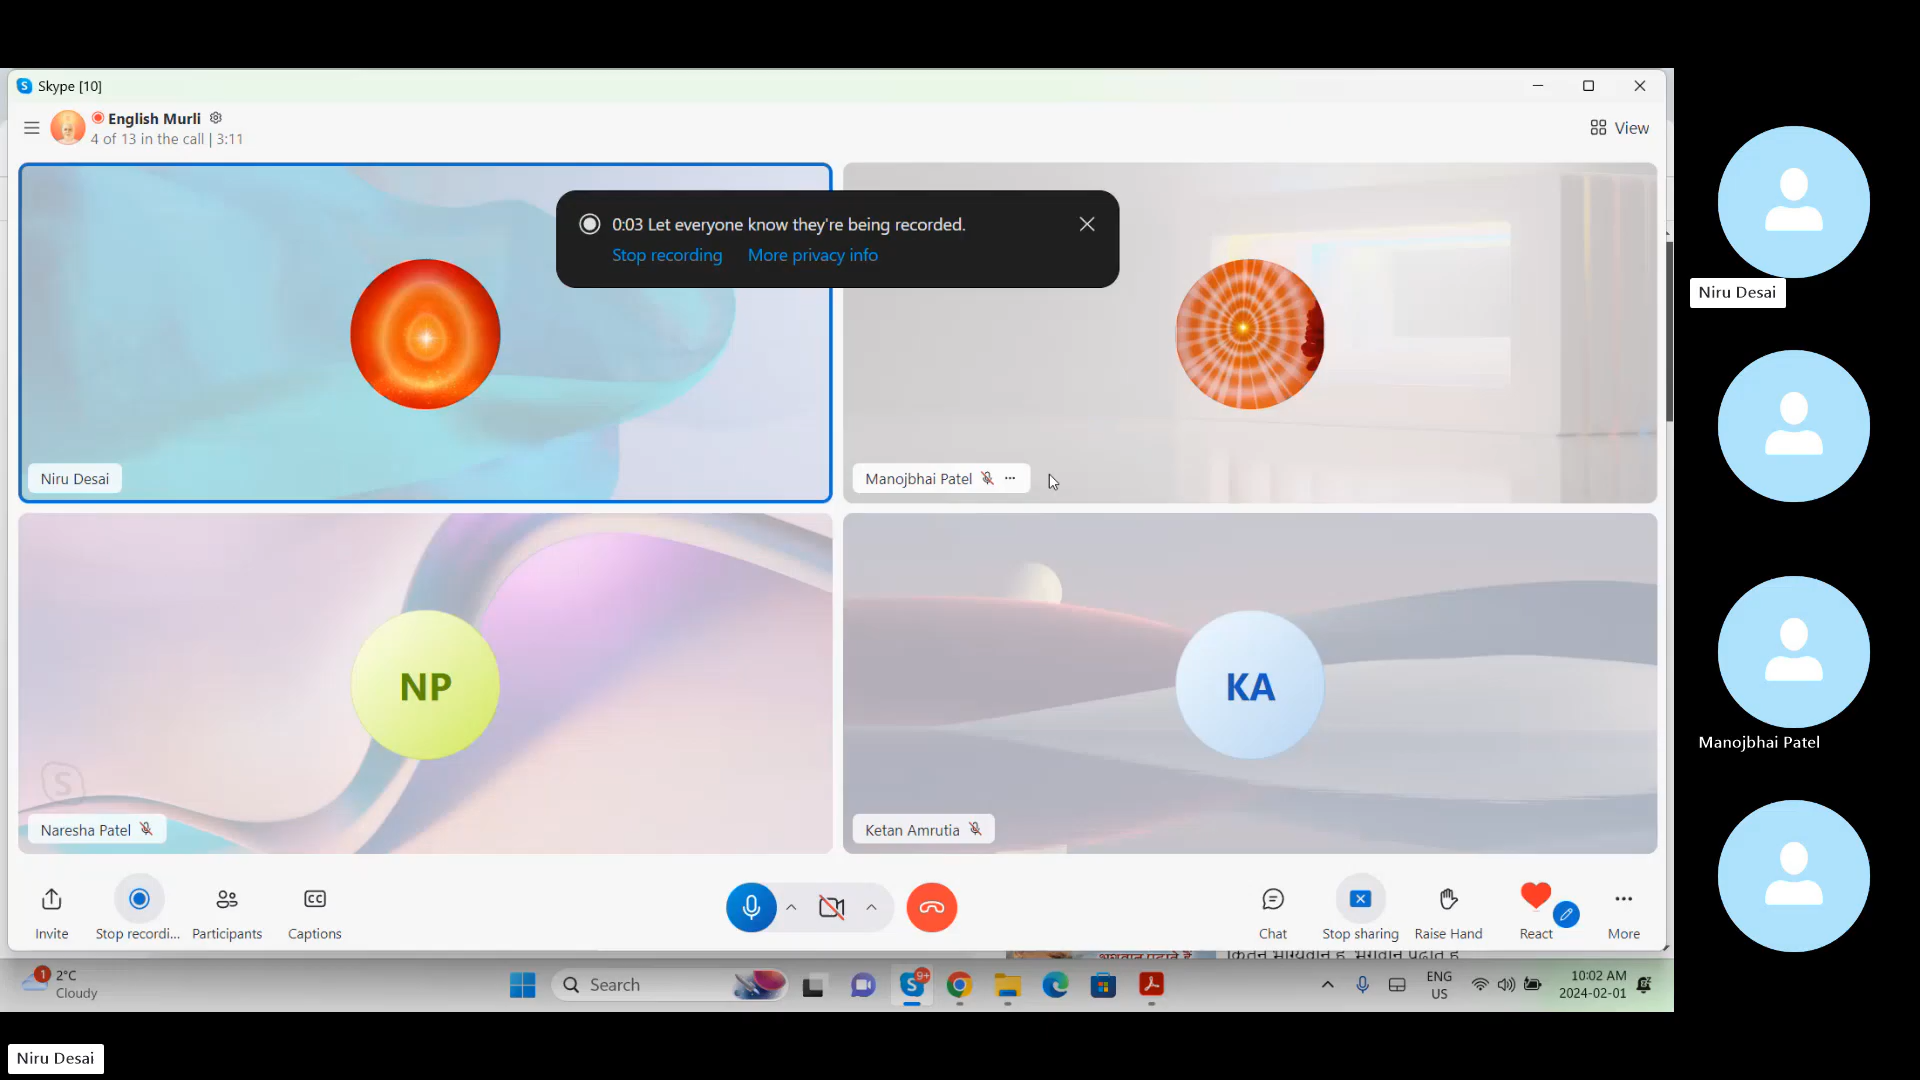 Skype [10]
English Murli
4 of 13 in the call | 3:11
View
0:03 Let everyone know they're being recorded.
Stop recording More privacy info
Niru Desai
Manojbhai Patel
NP
KA
Naresha Patel
Ketan Amrutia
Invite
Stop recordi...
Participants
Captions
Chat
Stop sharing
Raise Hand
React
More
1
2°C
Cloudy
Search
9+
ENG
US
10:02 AM
2024-02-01
Niru Desai
Manojbhai Patel
Niru Desai